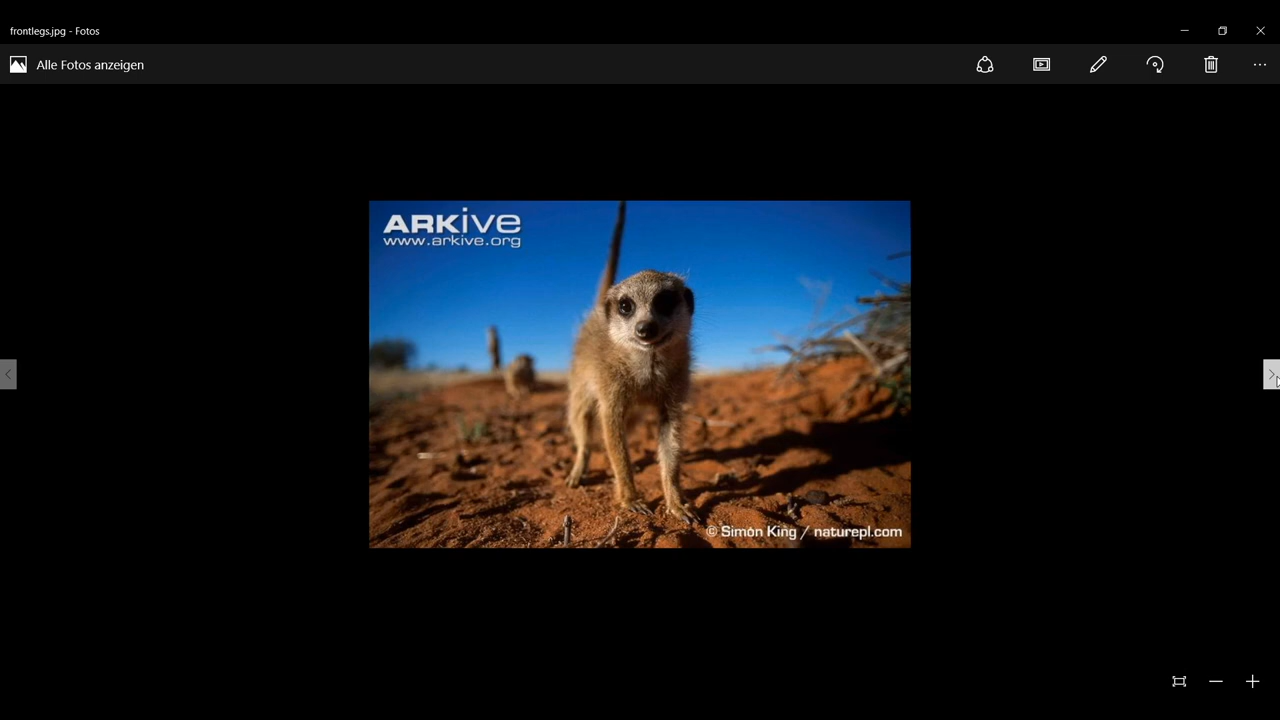 frontlegs.jpg - Fotos
Alle Fotos anzeigen
ARKive
www.arkive.org
© Simon King / naturepl.com